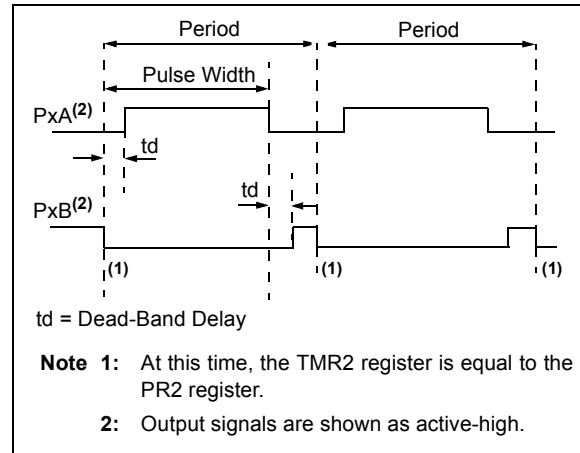 Period Period
Pulse Width
PxA(2)
td
td
PxB(2)
(1) (1) (1)
td = Dead-Band Delay
Note 1: At this time, the TMR2 register is equal to the
PR2 register.
2: Output signals are shown as active-high.